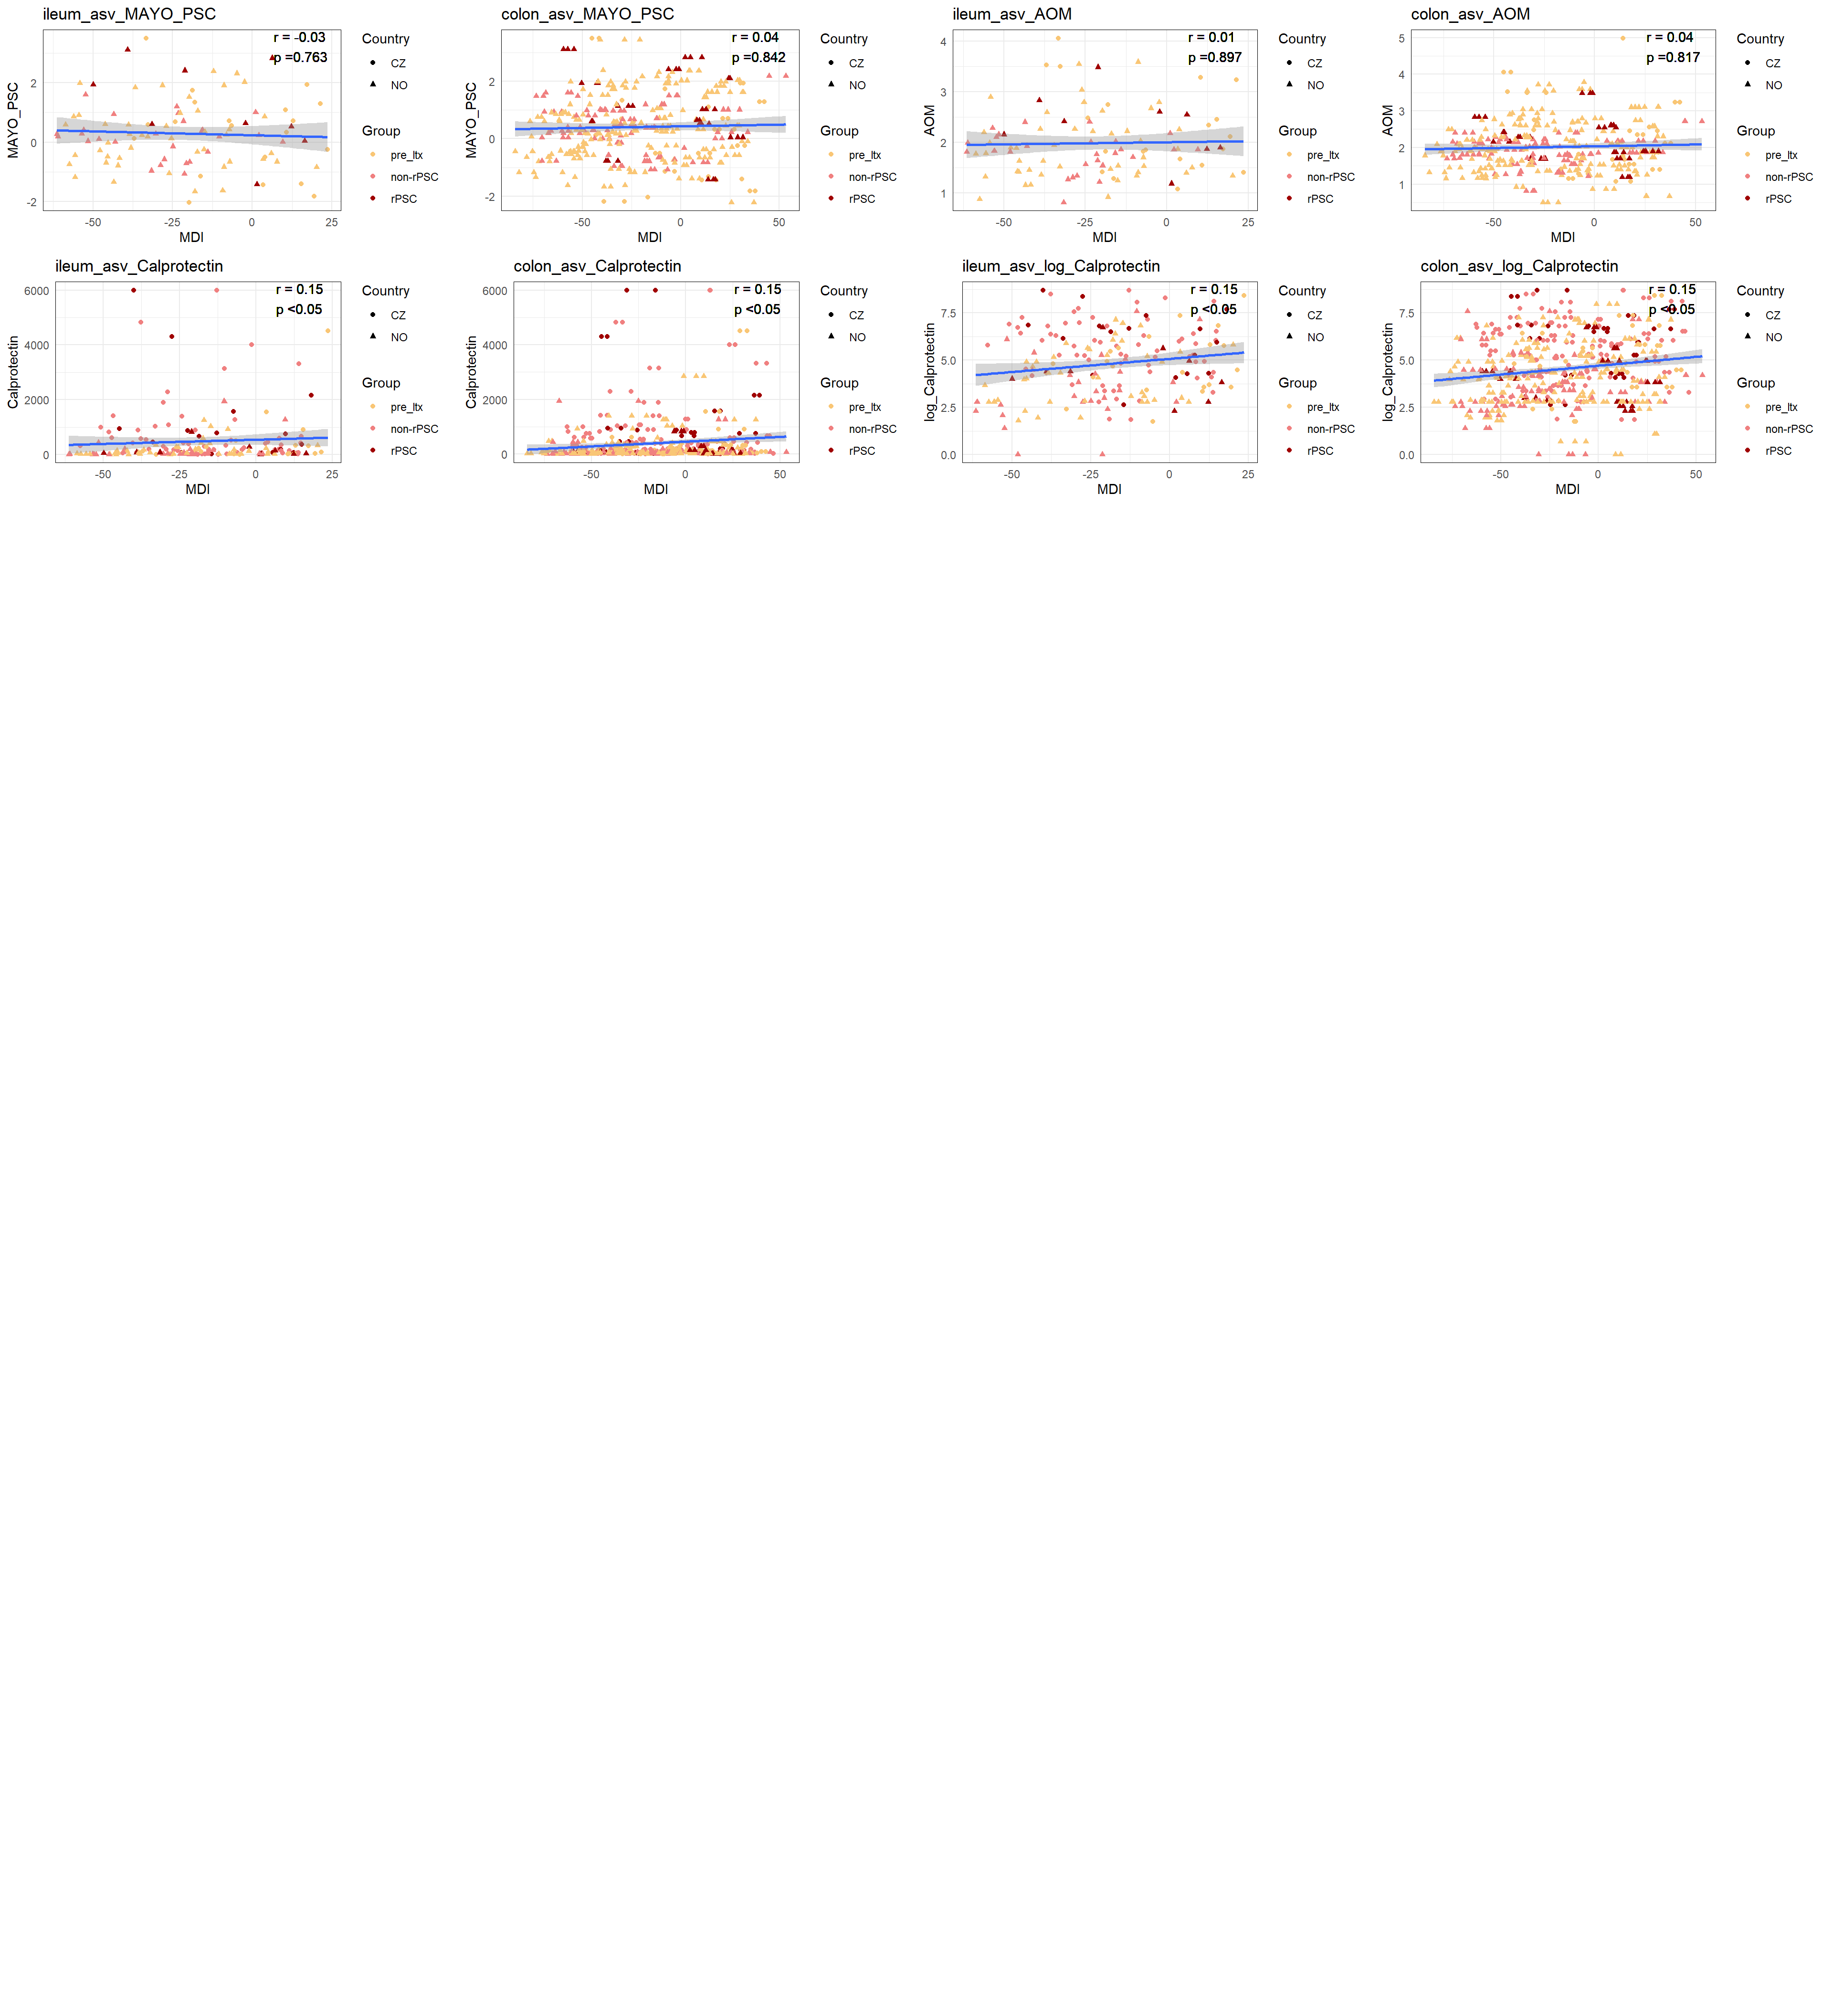 ileum_asv_MAYO_PSC
r = -0.03
p =0.763
MAYO_PSC
2
0
-2
-50
-25
0
25
MDI
Country
CZ
NO
Group
pre_ltx
non-rPSC
rPSC
colon_asv_MAYO_PSC
r = 0.04
p =0.842
MAYO_PSC
2
0
-2
-50
0
50
MDI
Country
CZ
NO
Group
pre_ltx
non-rPSC
rPSC
ileum_asv_AOM
r = 0.01
p =0.897
AOM
4
3
2
1
-50
-25
0
25
MDI
Country
CZ
NO
Group
pre_ltx
non-rPSC
rPSC
colon_asv_AOM
r = 0.04
p =0.817
AOM
5
4
3
2
1
-50
0
50
MDI
Country
CZ
NO
Group
pre_ltx
non-rPSC
rPSC
ileum_asv_Calprotectin
r = 0.15
p <0.05
Calprotectin
6000
4000
2000
0
-50
-25
0
25
MDI
Country
CZ
NO
Group
pre_ltx
non-rPSC
rPSC
colon_asv_Calprotectin
r = 0.15
p <0.05
Calprotectin
6000
4000
2000
0
-50
0
50
MDI
Country
CZ
NO
Group
pre_ltx
non-rPSC
rPSC
ileum_asv_log_Calprotectin
r = 0.15
p <0.05
log_Calprotectin
7.5
5.0
2.5
0.0
-50
-25
0
25
MDI
Country
CZ
NO
Group
pre_ltx
non-rPSC
rPSC
colon_asv_log_Calprotectin
r = 0.15
p <0.05
log_Calprotectin
7.5
5.0
2.5
0.0
-50
0
50
MDI
Country
CZ
NO
Group
pre_ltx
non-rPSC
rPSC